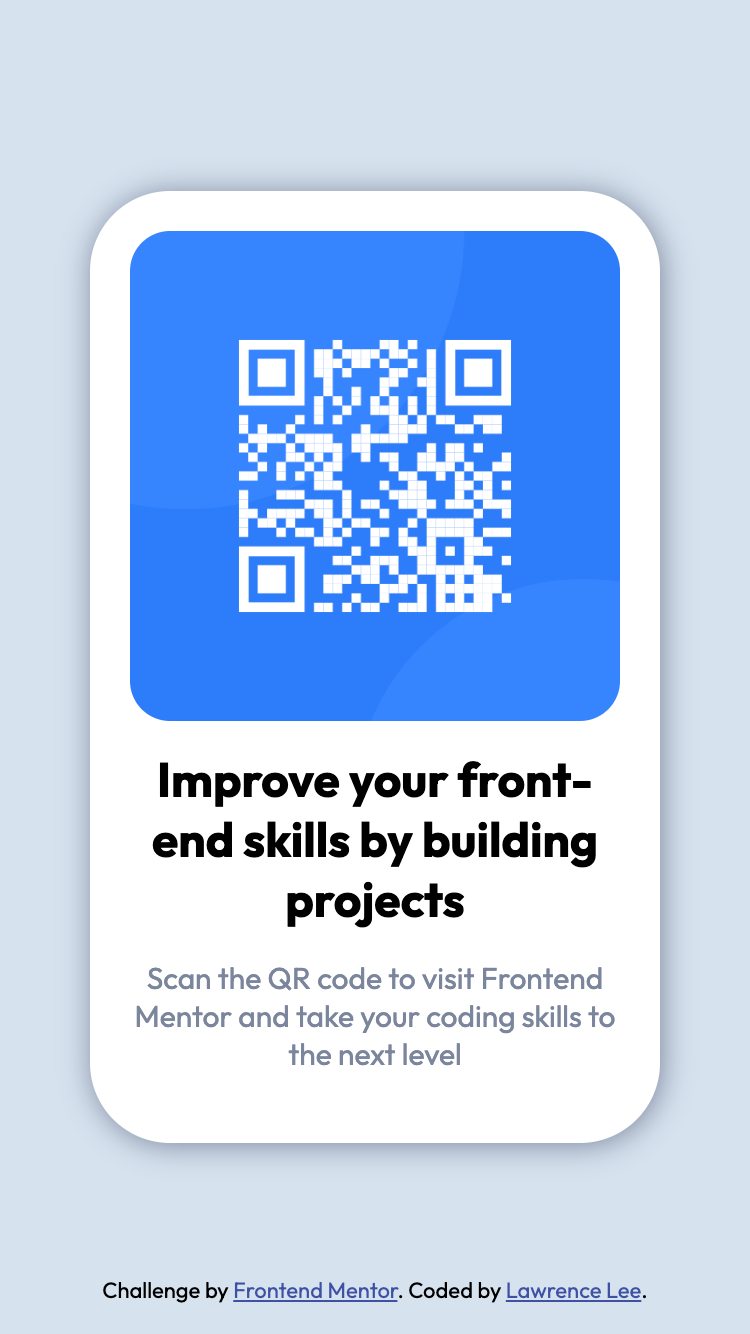 Improve your front-
end skills by building
projects
Scan the QR code to visit Frontend
Mentor and take your coding skills to
the next level
Challenge by Frontend Mentor. Coded by Lawrence Lee.